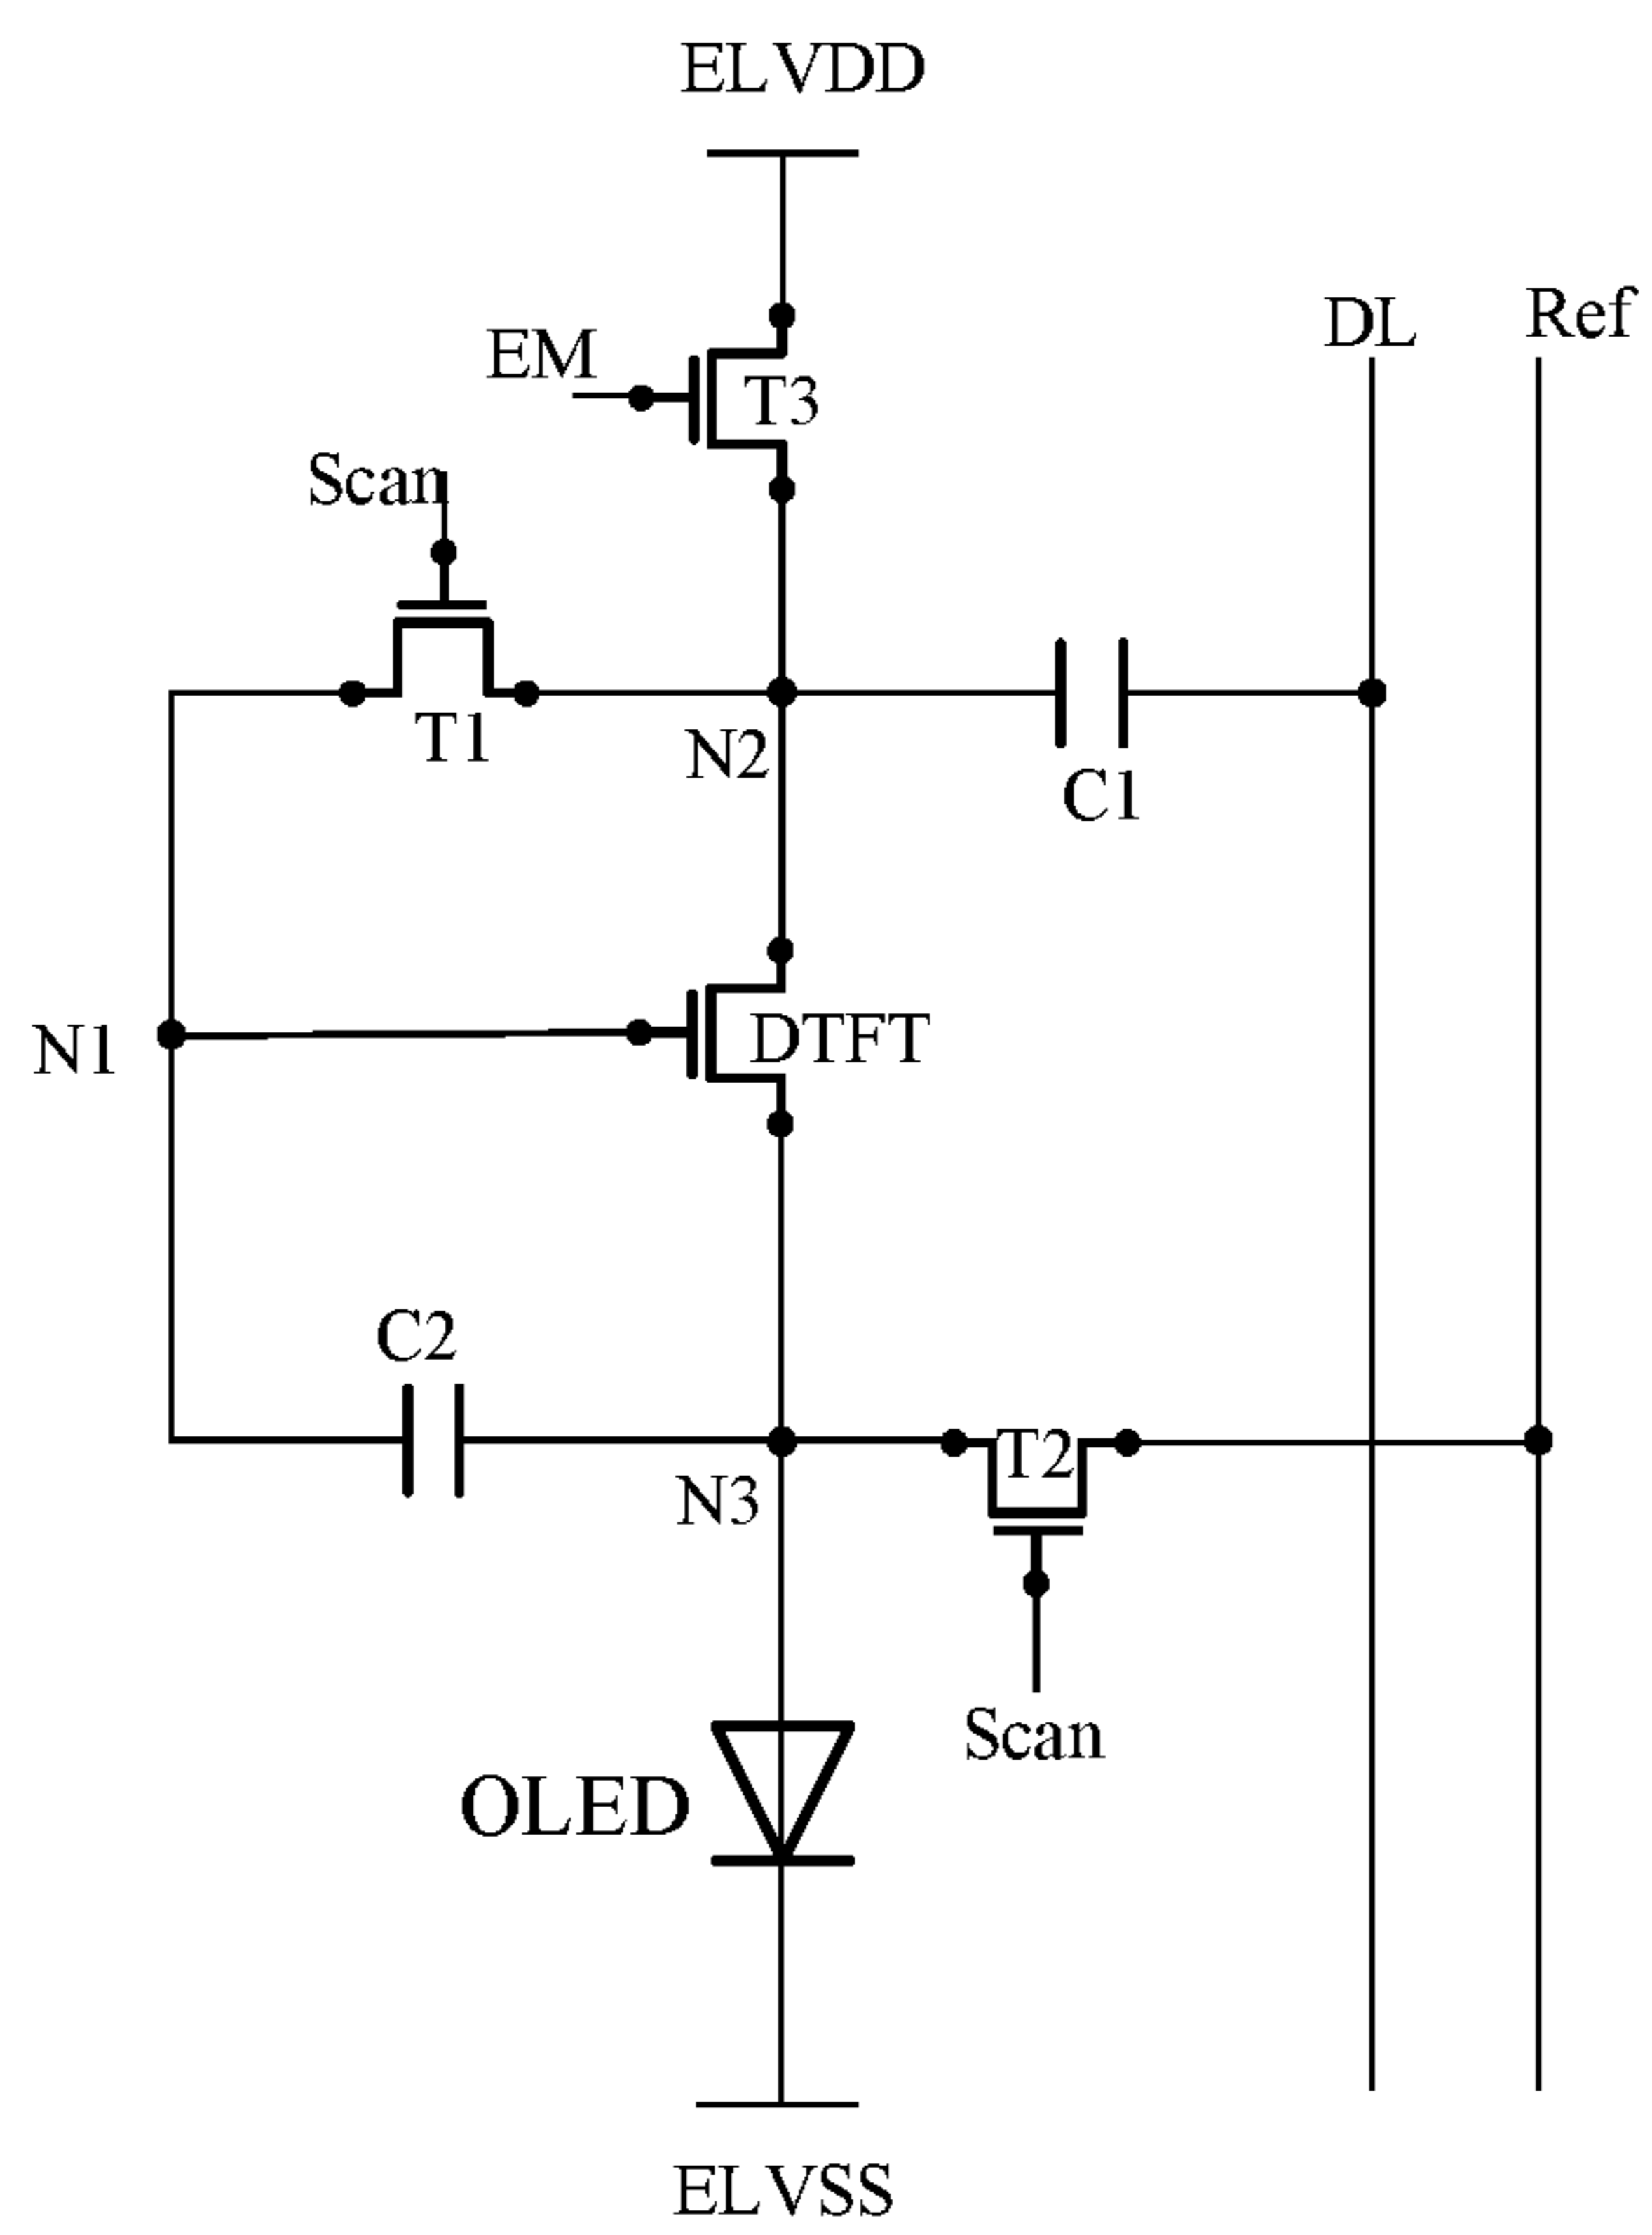 ELVDD
DL
Ref
EM
T3
Scan
T1
N2
C1
N1
DTFT
C2
T2
N3
Scan
OLED
ELVSS